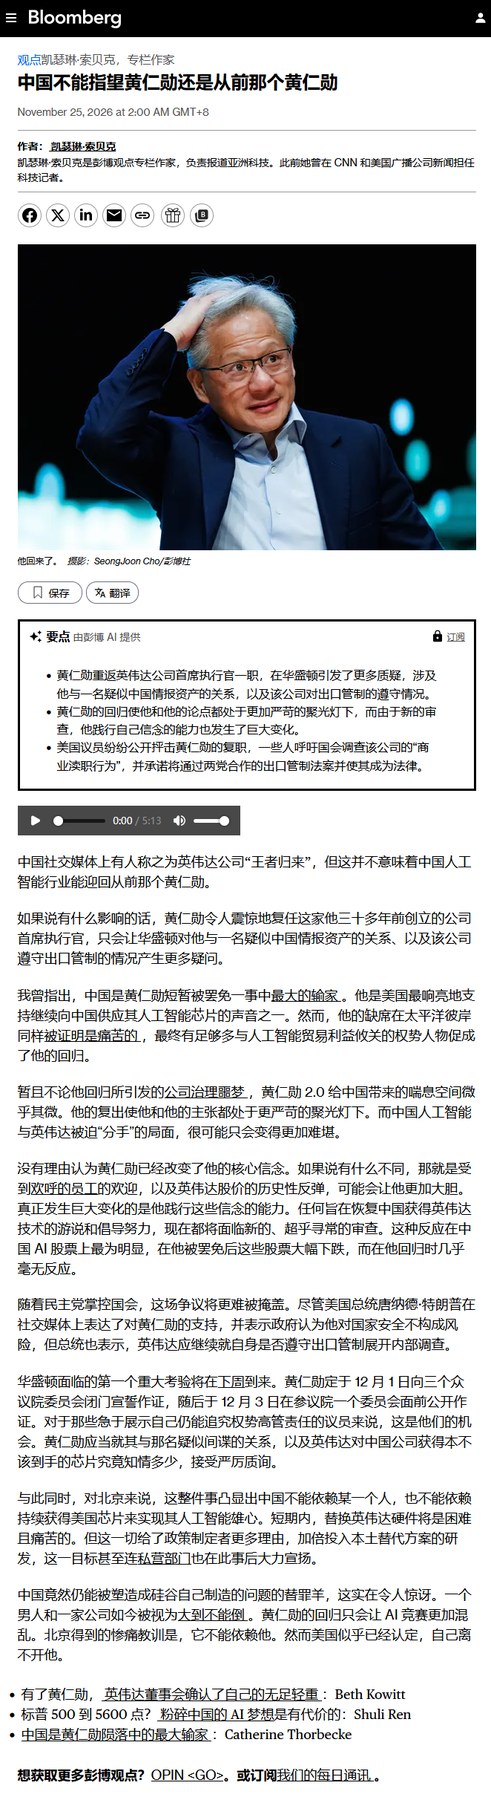 Bloomberg
观点凯瑟琳·索贝克，专栏作家
中国不能指望黄仁勋还是从前那个黄仁勋
November 25, 2026 at 2:00 AM GMT+8
作者： 凯瑟琳·索贝克
凯瑟琳·索贝克是彭博观点专栏作家，负责报道亚洲科技。此前她曾在 CNN 和美国广播公司新闻担任
科技记者。
他回来了。 摄影：SeongJoon Cho/彭博社
保存 翻译
要点 由彭博 AI 提供 订阅
• 黄仁勋重返英伟达公司首席执行官一职，在华盛顿引发了更多质疑，涉及
他与一名疑似中国情报资产的关系，以及该公司对出口管制的遵守情况。
• 黄仁勋的回归使他和他的论点都处于更加严苛的聚光灯下，而由于新的审
查，他践行自己信念的能力也发生了巨大变化。
• 美国议员纷纷公开抨击黄仁勋的复职，一些人呼吁国会调查该公司的“商
业渎职行为”，并承诺将通过两党合作的出口管制法案并使其成为法律。
0:00 / 5:13
中国社交媒体上有人称之为英伟达公司“王者归来”，但这并不意味着中国人工
智能行业能迎回从前那个黄仁勋。
如果说有什么影响的话，黄仁勋令人震惊地复任这家他三十多年前创立的公司
首席执行官，只会让华盛顿对他与一名疑似中国情报资产的关系、以及该公司
遵守出口管制的情况产生更多疑问。
我曾指出，中国是黄仁勋短暂被罢免一事中最大的输家 。他是美国最响亮地支
持继续向中国供应其人工智能芯片的声音之一。然而，他的缺席在太平洋彼岸
同样被证明是痛苦的 ，最终有足够多与人工智能贸易利益攸关的权势人物促成
了他的回归。
暂且不论他回归所引发的公司治理噩梦 ，黄仁勋 2.0 给中国带来的喘息空间微
乎其微。他的复出使他和他的主张都处于更严苛的聚光灯下。而中国人工智能
与英伟达被迫“分手”的局面，很可能只会变得更加难堪。
没有理由认为黄仁勋已经改变了他的核心信念。如果说有什么不同，那就是受
到欢呼的员工的欢迎，以及英伟达股价的历史性反弹，可能会让他更加大胆。
真正发生巨大变化的是他践行这些信念的能力。任何旨在恢复中国获得英伟达
技术的游说和倡导努力，现在都将面临新的、超乎寻常的审查。这种反应在中
国 AI 股票上最为明显，在他被罢免后这些股票大幅下跌，而在他回归时几乎
毫无反应。
随着民主党掌控国会，这场争议将更难被掩盖。尽管美国总统唐纳德·特朗普在
社交媒体上表达了对黄仁勋的支持，并表示政府认为他对国家安全不构成风
险，但总统也表示，英伟达应继续就自身是否遵守出口管制展开内部调查。
华盛顿面临的第一个重大考验将在下周到来。黄仁勋定于 12 月 1 日向三个众
议院委员会闭门宣誓作证，随后于 12 月 3 日在参议院一个委员会面前公开作
证。对于那些急于展示自己仍能追究权势高管责任的议员来说，这是他们的机
会。黄仁勋应当就其与那名疑似间谍的关系，以及英伟达对中国公司获得本不
该到手的芯片究竟知情多少，接受严厉质询。
与此同时，对北京来说，这整件事凸显出中国不能依赖某一个人，也不能依赖
持续获得美国芯片来实现其人工智能雄心。短期内，替换英伟达硬件将是困难
且痛苦的。但这一切给了政策制定者更多理由，加倍投入本土替代方案的研
发，这一目标甚至连私营部门也在此事后大力宣扬。
中国竟然仍能被塑造成硅谷自己制造的问题的替罪羊，这实在令人惊讶。一个
男人和一家公司如今被视为大到不能倒 。黄仁勋的回归只会让 AI 竞赛更加混
乱。北京得到的惨痛教训是，它不能依赖他。然而美国似乎已经认定，自己离
不开他。
• 有了黄仁勋， 英伟达董事会确认了自己的无足轻重 ：Beth Kowitt
• 标普 500 到 5600 点？ 粉碎中国的 AI 梦想是有代价的：Shuli Ren
• 中国是黄仁勋陨落中的最大输家 ：Catherine Thorbecke
想获取更多彭博观点？ OPIN <GO>。或订阅我们的每日通讯 。